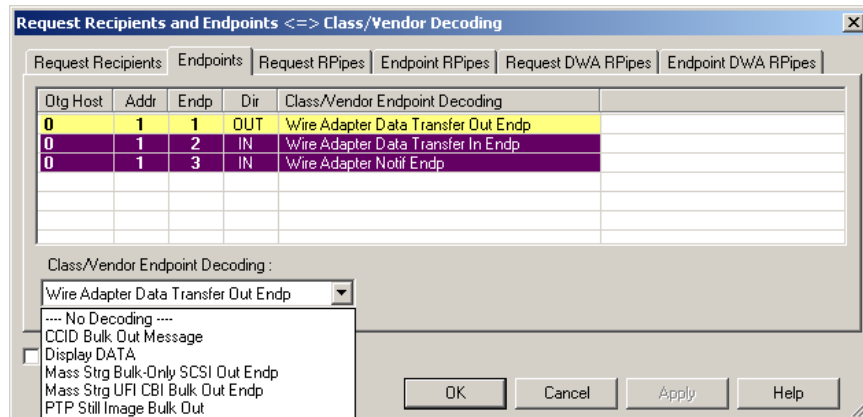 Request Recipients and Endpoints <=> Class/Vendor Decoding
Request Recipients Endpoints Request RPipes Endpoint RPipes Request DWA RPipes Endpoint DWA RPipes
Otg Host Addr Endp Dir Class/Vendor Endpoint Decoding
0 1 1 OUT Wire Adapter Data Transfer Out Endp
0 1 2 IN Wire Adapter Data Transfer In Endp
0 1 3 IN Wire Adapter Notif Endp
Class/Vendor Endpoint Decoding :
Wire Adapter Data Transfer Out Endp
---- No Decoding ----
CCID Bulk Out Message
Display DATA
Mass Strg Bulk-Only SCSI Out Endp
Mass Strg UFI CBI Bulk Out Endp
PTP Still Image Bulk Out
OK Cancel Apply Help